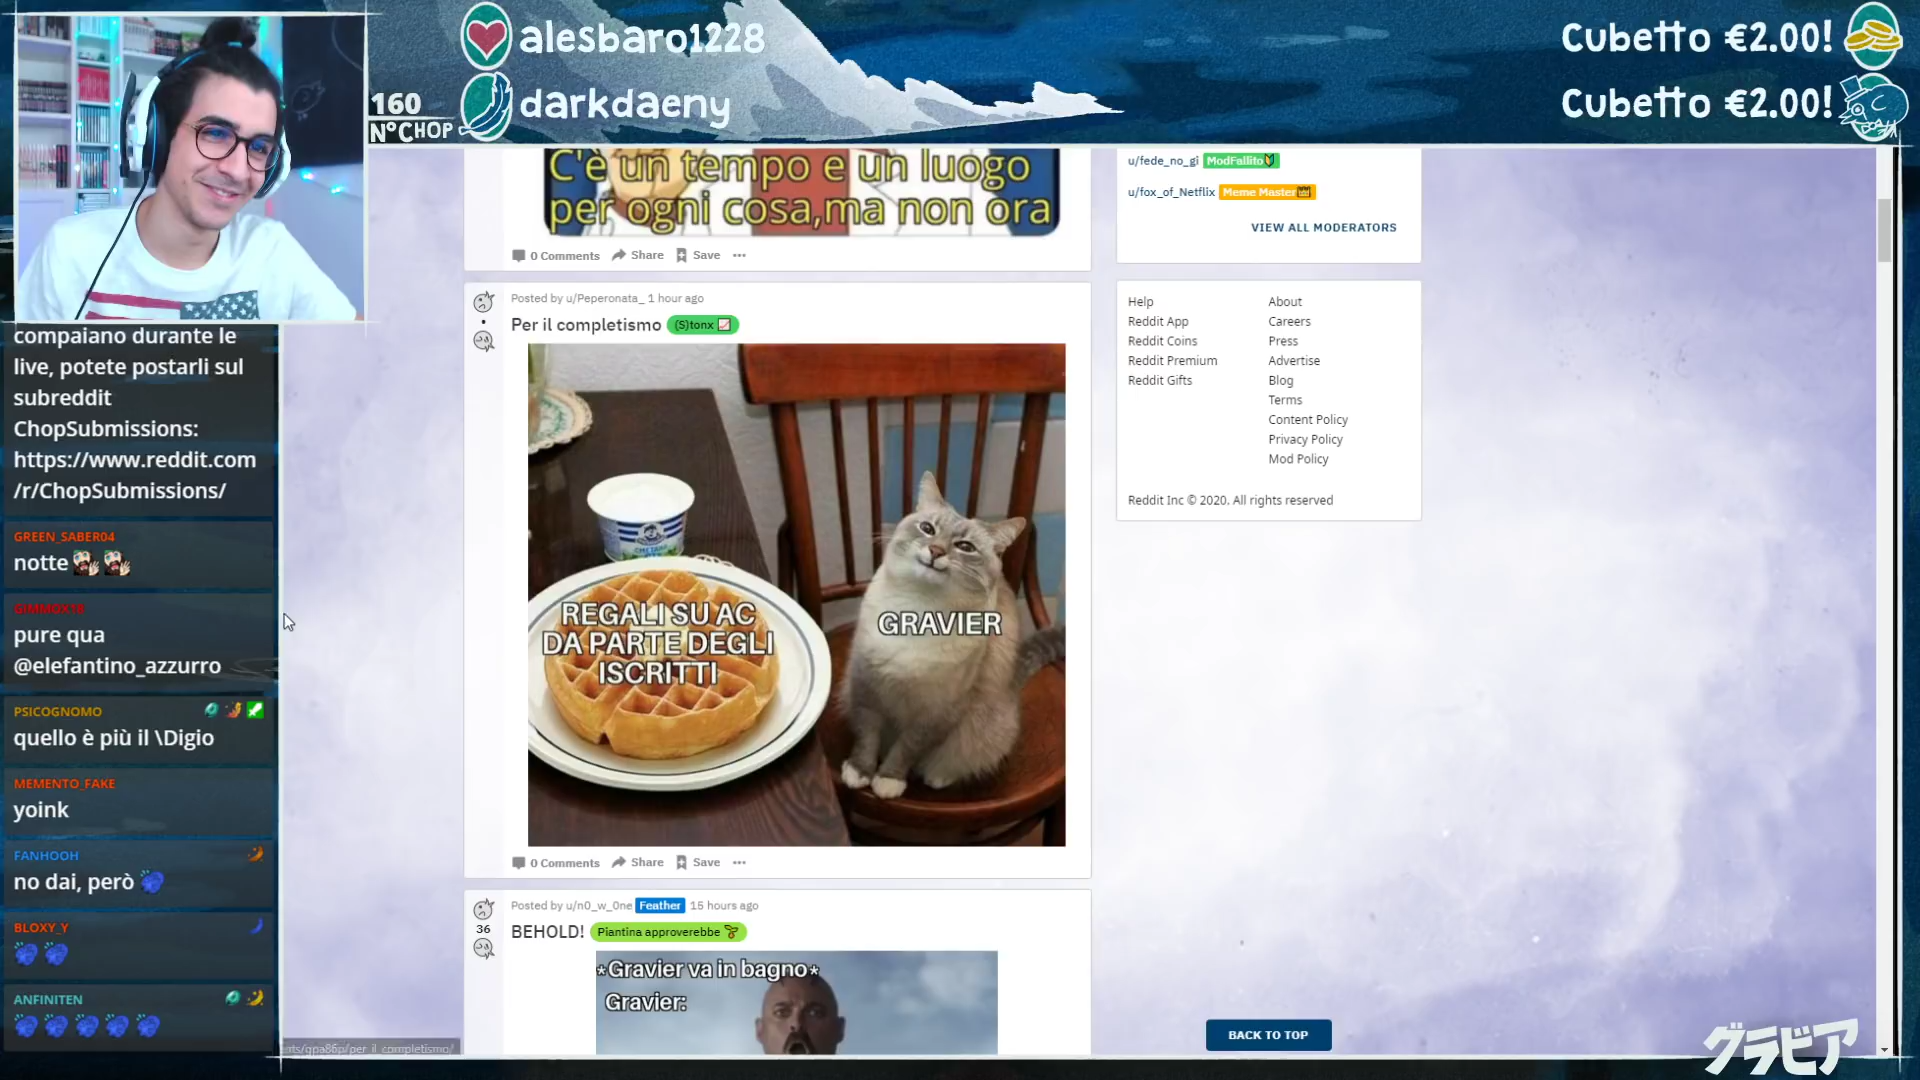 alesbaro1228
darkdaeny
160
N°CHOP
Cubetto €2.00!
Cubetto €2.00!
compaiano durante le
live, potete postarli sul
subreddit
ChopSubmissions:
https://www.reddit.com
/r/ChopSubmissions/
GREEN_SABER04
notte
GIMMOX18
pure qua
@elefantino_azzurro
PSICOGNOMO
quello è più il \Digio
MEMENTO_FAKE
yoink
FANHOOH
no dai, però
BLOXY_Y
ANFINITEN
C'è un tempo e un luogo
per ogni cosa,ma non ora
0 Comments Share Save ...
Posted by u/Peperonata_ 1 hour ago
Per il completismo (S)tonx
REGALI SU AC
DA PARTE DEGLI
ISCRITTI
GRAVIER
0 Comments Share Save ...
Posted by u/n0_w_0ne Feather 15 hours ago
36
BEHOLD! Piantina approverebbe
*Gravier va in bagno*
Gravier:
u/fede_no_gi ModFallito
u/fox_of_Netflix Meme Master
VIEW ALL MODERATORS
Help
Reddit App
Reddit Coins
Reddit Premium
Reddit Gifts
About
Careers
Press
Advertise
Blog
Terms
Content Policy
Privacy Policy
Mod Policy
Reddit Inc © 2020. All rights reserved
BACK TO TOP
グラビア